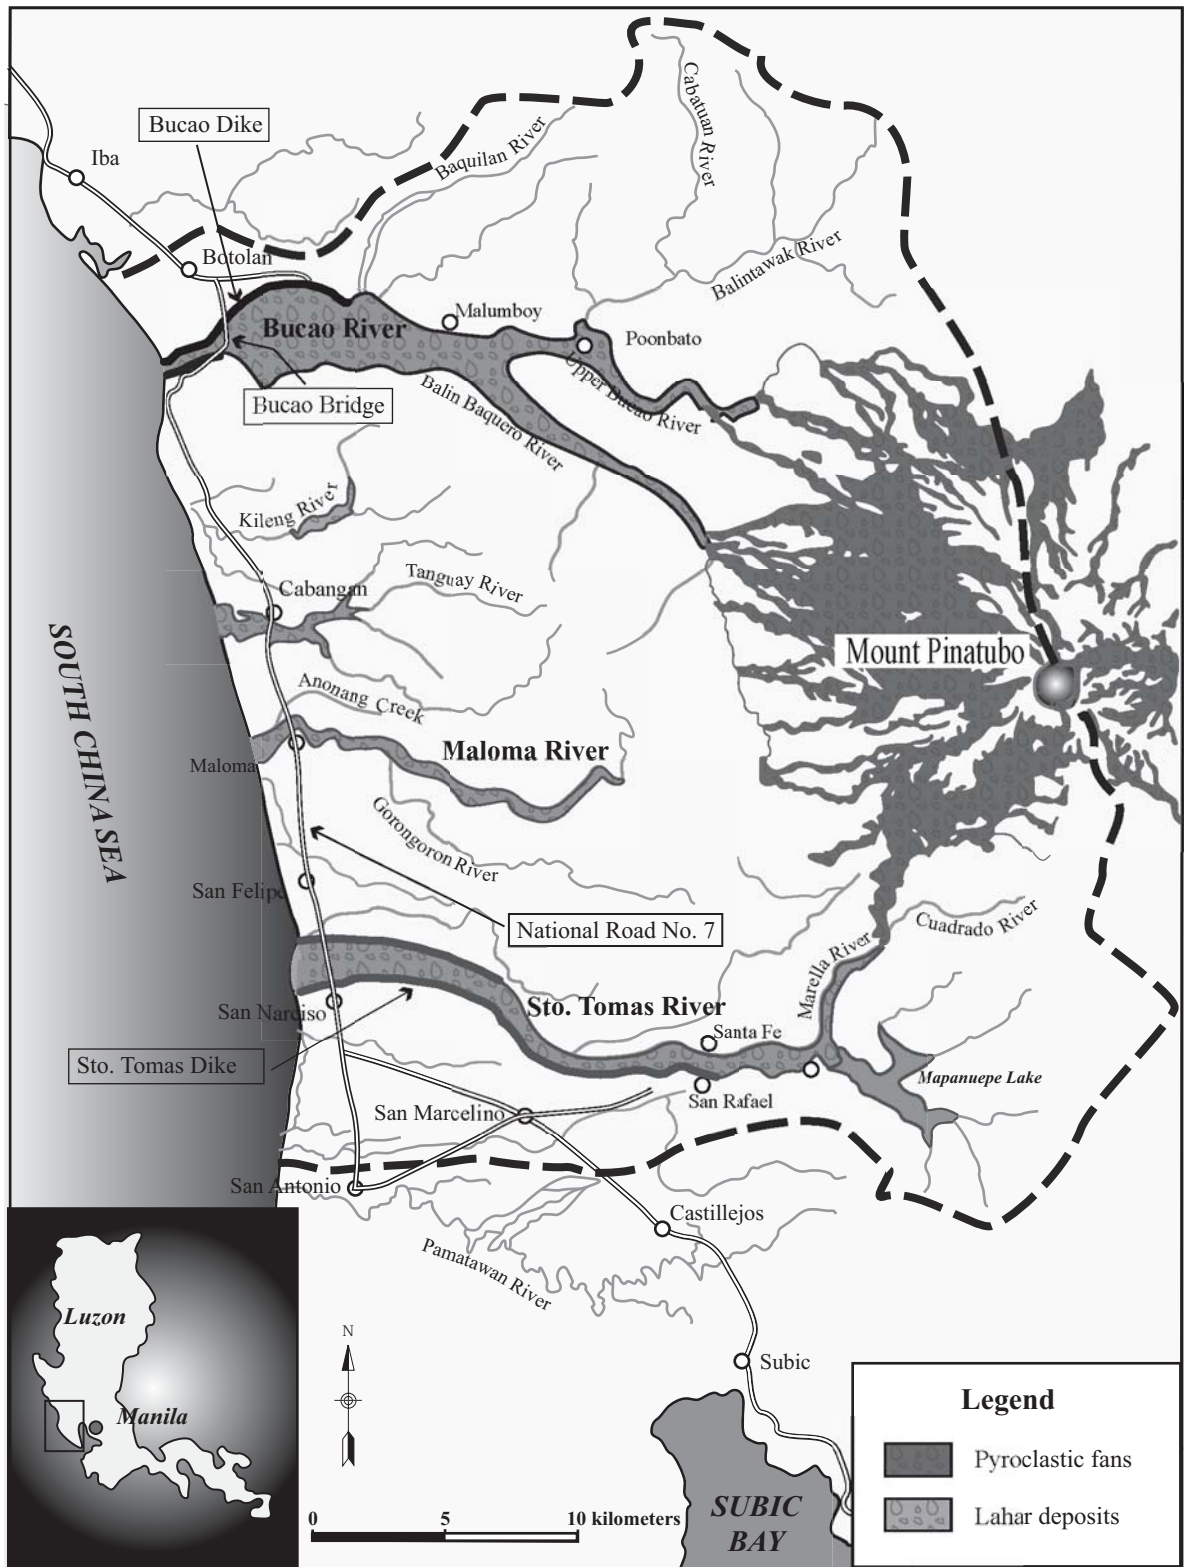 Bucao Dike
Iba
Baquilan River
Cabatuan River
Botolan
Balintawak River
Malumboy
Bucao River
Poonbato
Upper Bucao River
Bucao Bridge
Balin Baquero River
Kileng River
Cabangan
Tanguay River
SOUTH CHINA SEA
Mount Pinatubo
Anonang Creek
Maloma River
Maloma
Gorongoron River
San Felipe
National Road No. 7
Cuadrado River
Marella River
San Narciso
Sto. Tomas River
Santa Fe
Sto. Tomas Dike
Mapanuepe Lake
San Rafael
San Marcelino
San Antonio
Castillejos
Pamatawan River
Luzon
Manila
N
Subic
0 5 10 kilometers
SUBIC
BAY
Legend
Pyroclastic fans
Lahar deposits